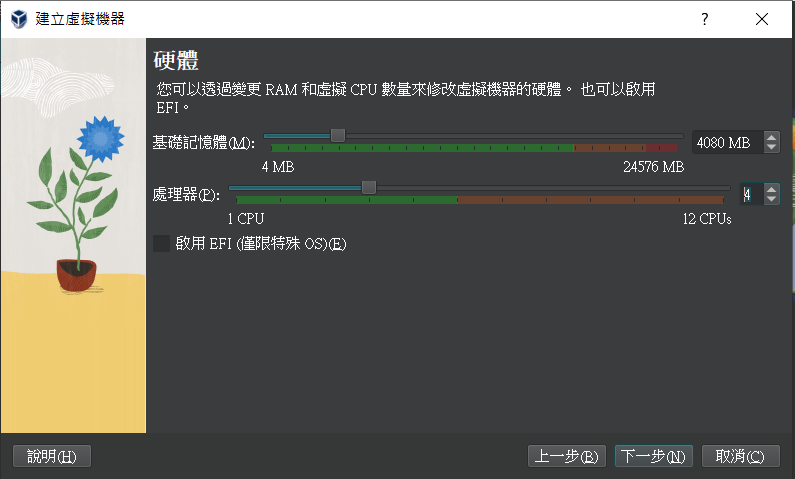 建立虛擬機器
?
硬體
您可以透過變更 RAM 和虛擬 CPU 數量來修改虛擬機器的硬體。 也可以啟用
EFI。
基礎記憶體(M):
4080 MB
4 MB
24576 MB
處理器(P):
4
1 CPU
12 CPUs
啟用 EFI (僅限特殊 OS)(E)
說明(H)
上一步(B)
下一步(N)
取消(C)